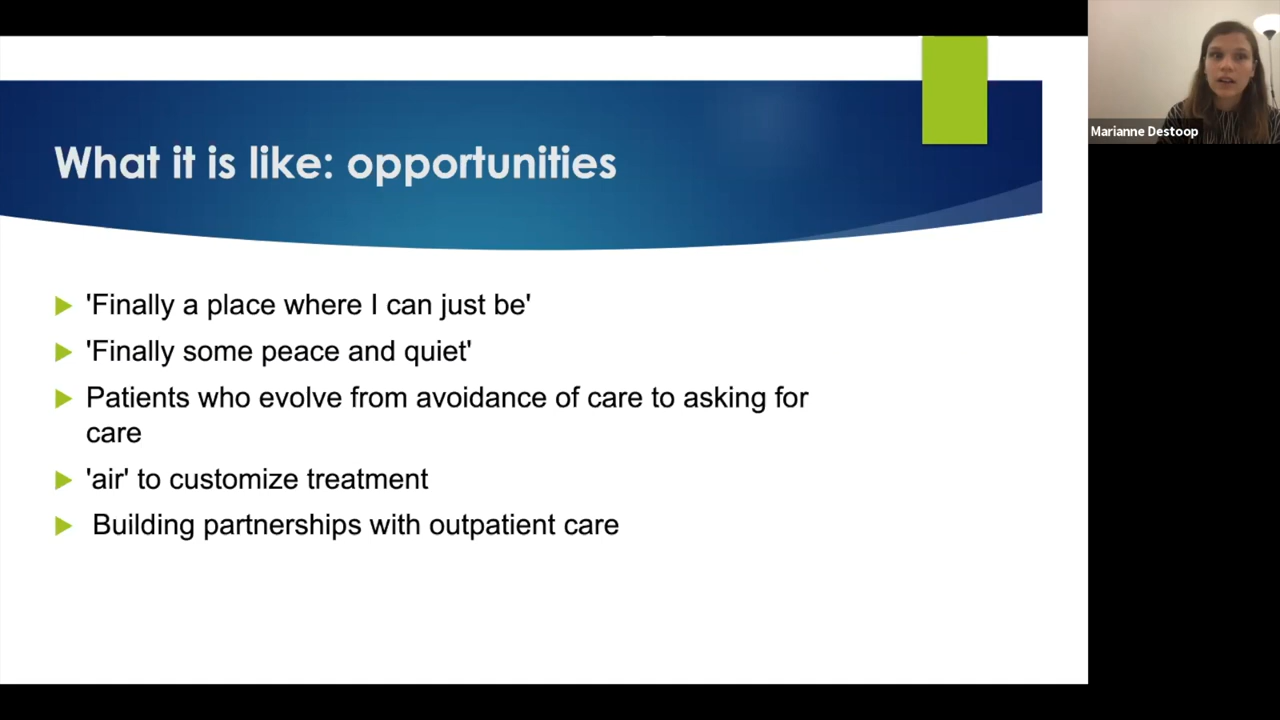 What it is like: opportunities
'Finally a place where I can just be'
'Finally some peace and quiet'
Patients who evolve from avoidance of care to asking for
care
'air' to customize treatment
Building partnerships with outpatient care
Marianne Destoop